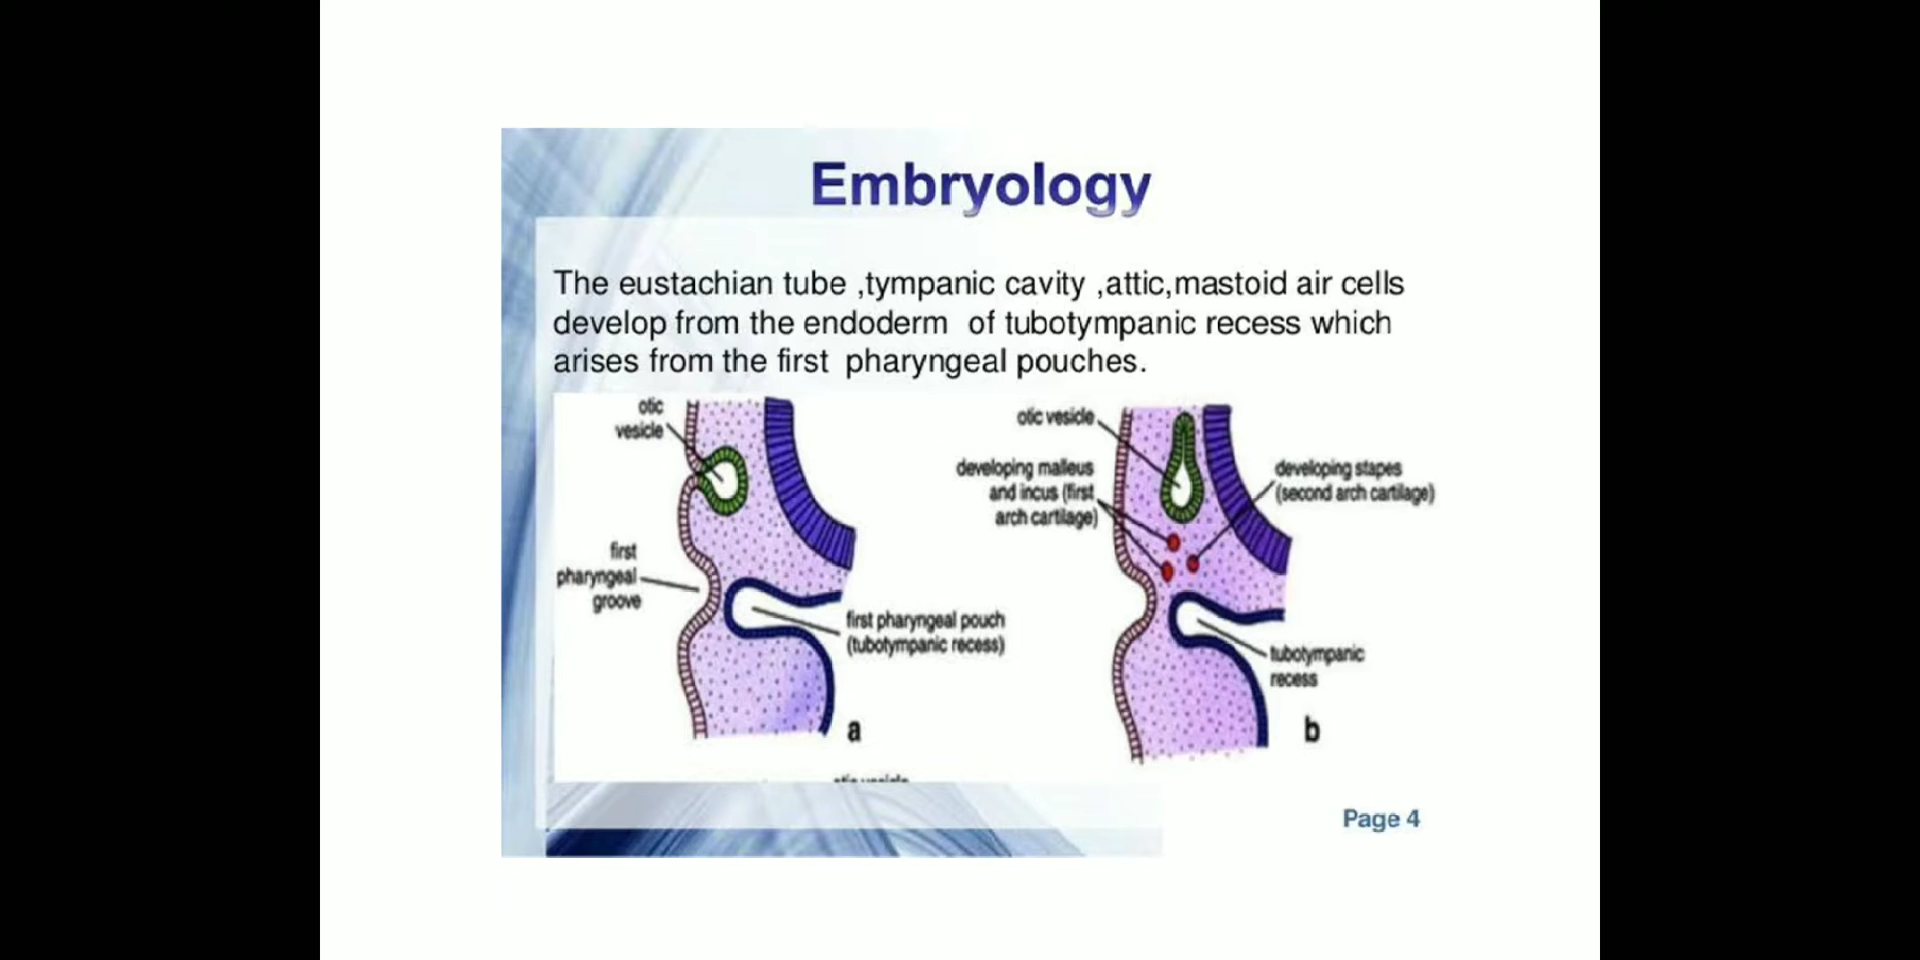 Embryology
The eustachian tube ,tympanic cavity ,attic,mastoid air cells
develop from the endoderm of tubotympanic recess which
arises from the first pharyngeal pouches.
otic
vesicle
first
pharyngeal
groove
first pharyngeal pouch
(tubotympanic recess)
a
otic vesicle
developing malleus
and incus (first
arch cartilage)
developing stapes
(second arch cartilage)
tubotympanic
recess
b
Page 4